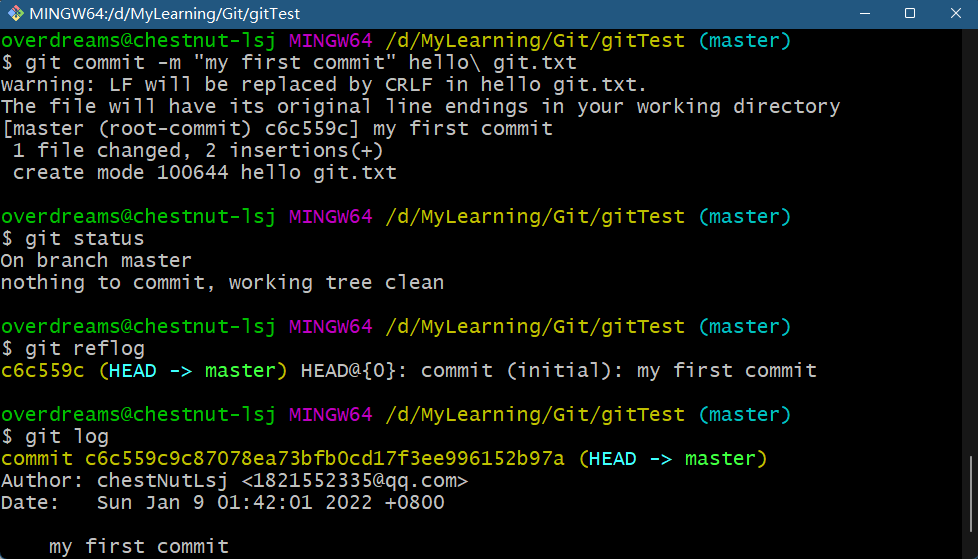 MINGW64:/d/MyLearning/Git/gitTest
overdreams@chestnut-lsj MINGW64 /d/MyLearning/Git/gitTest (master)
$ git commit -m "my first commit" hello\ git.txt
warning: LF will be replaced by CRLF in hello git.txt.
The file will have its original line endings in your working directory
[master (root-commit) c6c559c] my first commit
 1 file changed, 2 insertions(+)
 create mode 100644 hello git.txt

overdreams@chestnut-lsj MINGW64 /d/MyLearning/Git/gitTest (master)
$ git status
On branch master
nothing to commit, working tree clean

overdreams@chestnut-lsj MINGW64 /d/MyLearning/Git/gitTest (master)
$ git reflog
c6c559c (HEAD -> master) HEAD@{0}: commit (initial): my first commit

overdreams@chestnut-lsj MINGW64 /d/MyLearning/Git/gitTest (master)
$ git log
commit c6c559c9c87078ea73bfb0cd17f3ee996152b97a (HEAD -> master)
Author: chestNutLsj <1821552335@qq.com>
Date:   Sun Jan 9 01:42:01 2022 +0800

    my first commit